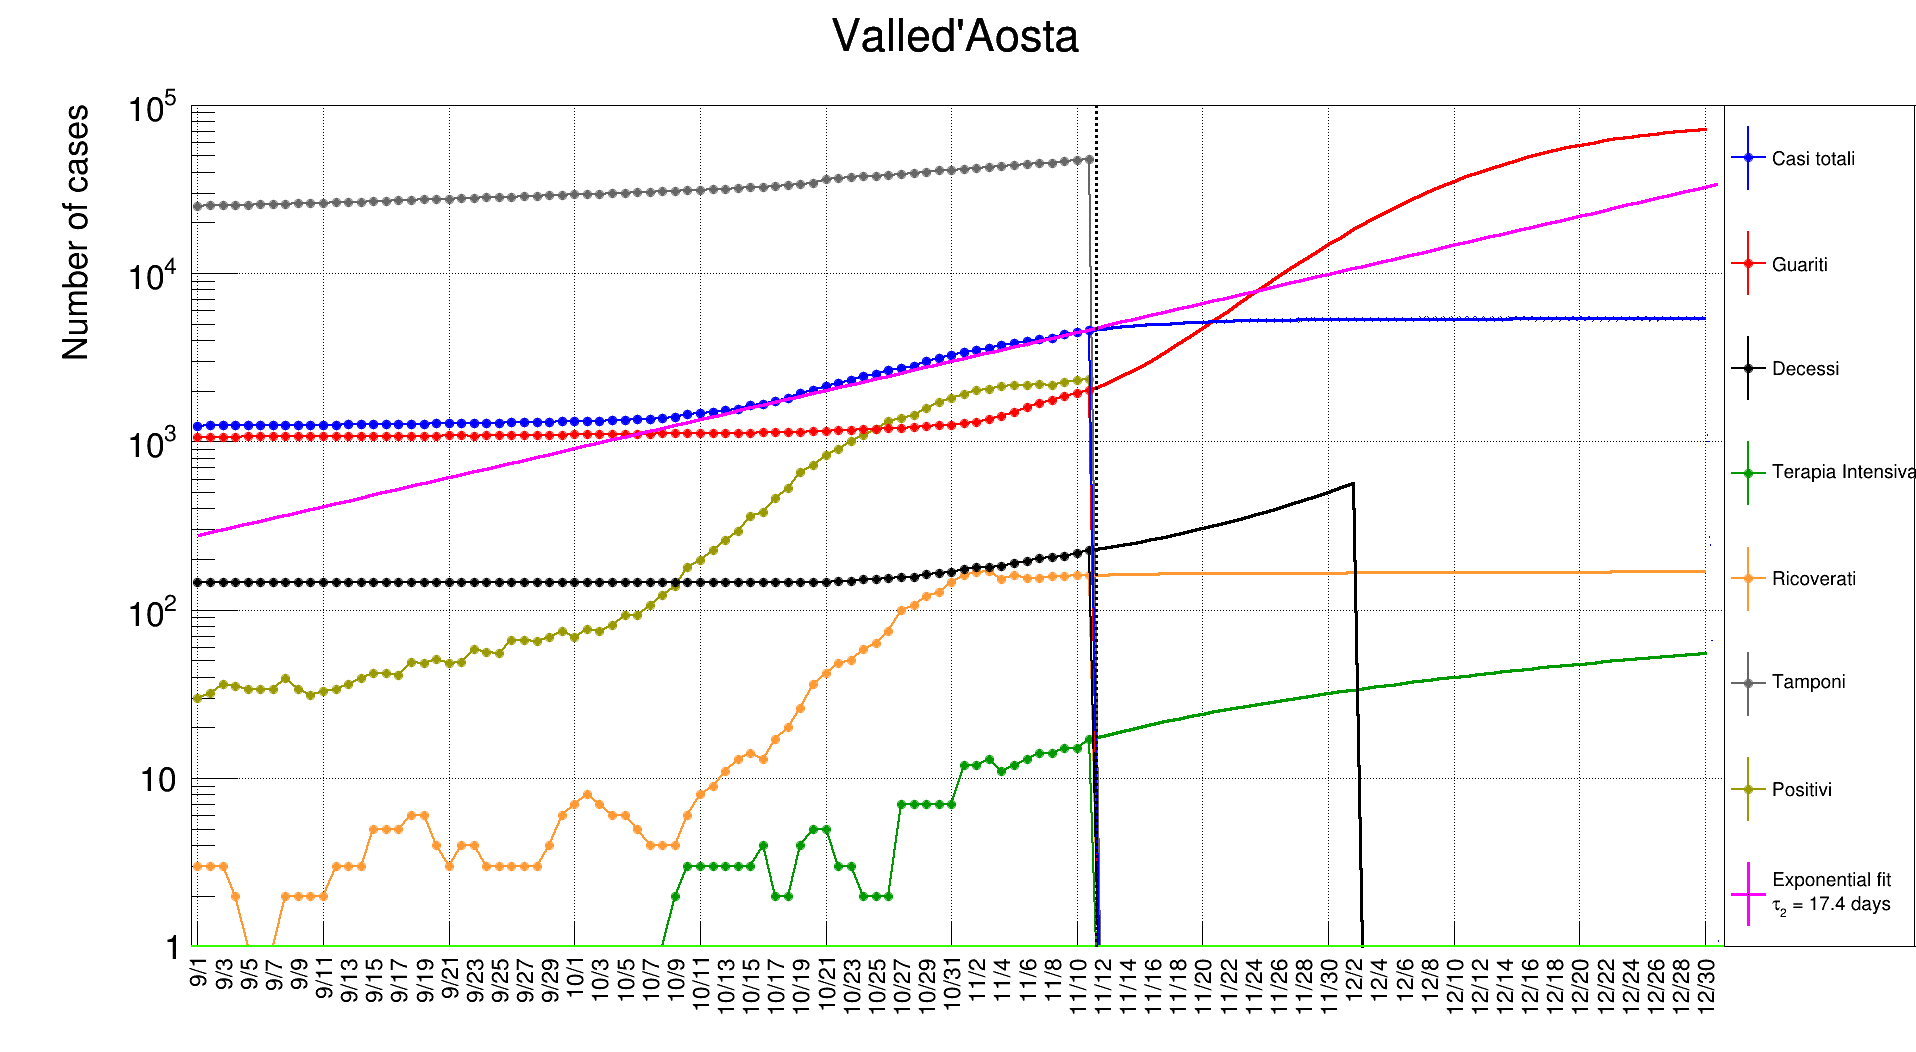 Valled'Aosta
Number of cases
10^5
10^4
10^3
10^2
10
1
9/1 9/3 9/5 9/7 9/9 9/11 9/13 9/15 9/17 9/19 9/21 9/23 9/25 9/27 9/29 10/1 10/3 10/5 10/7 10/9 10/11 10/13 10/15 10/17 10/19 10/21 10/23 10/25 10/27 10/29 10/31 11/2 11/4 11/6 11/8 11/10 11/12 11/14 11/16 11/18 11/20 11/22 11/24 11/26 11/28 11/30 12/2 12/4 12/6 12/8 12/10 12/12 12/14 12/16 12/18 12/20 12/22 12/24 12/26 12/28 12/30
Casi totali
Guariti
Decessi
Terapia Intensiva
Ricoverati
Tamponi
Positivi
Exponential fit
τ_2 = 17.4 days